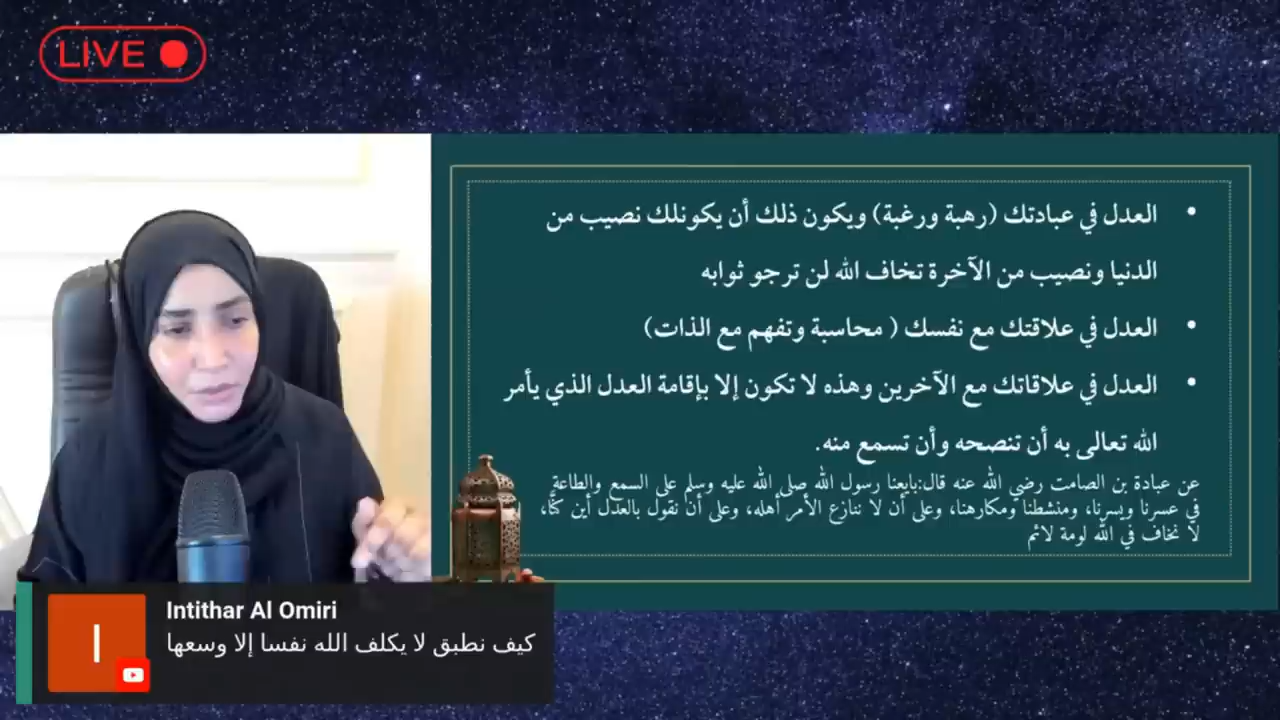 LIVE
العدل في عبادتك (رهبة ورغبة) ويكون ذلك أن يكونلك نصيب من
الدنيا ونصيب من الآخرة تخاف الله لن ترجو ثوابه
العدل في علاقتك مع نفسك ( محاسبة وتفهم مع الذات)
العدل في علاقاتك مع الآخرين وهذه لا تكون إلا بإقامة العدل الذي يأمر
الله تعالى به أن تنصحه وأن تسمع منه.
عن عبادة بن الصامت رضي الله عنه قال:بايعنا رسول الله صلى الله عليه وسلم على السمع والطاعة
في عسرنا ويسرنا، ومنشطنا ومكارهنا، وعلى أن لا ننازع الأمر أهله، وعلى أن نقول بالعدل أين كنَّا،
لا نخاف في الله لومة لائم
I
Intithar Al Omiri
كيف نطبق لا يكلف الله نفسا إلا وسعها